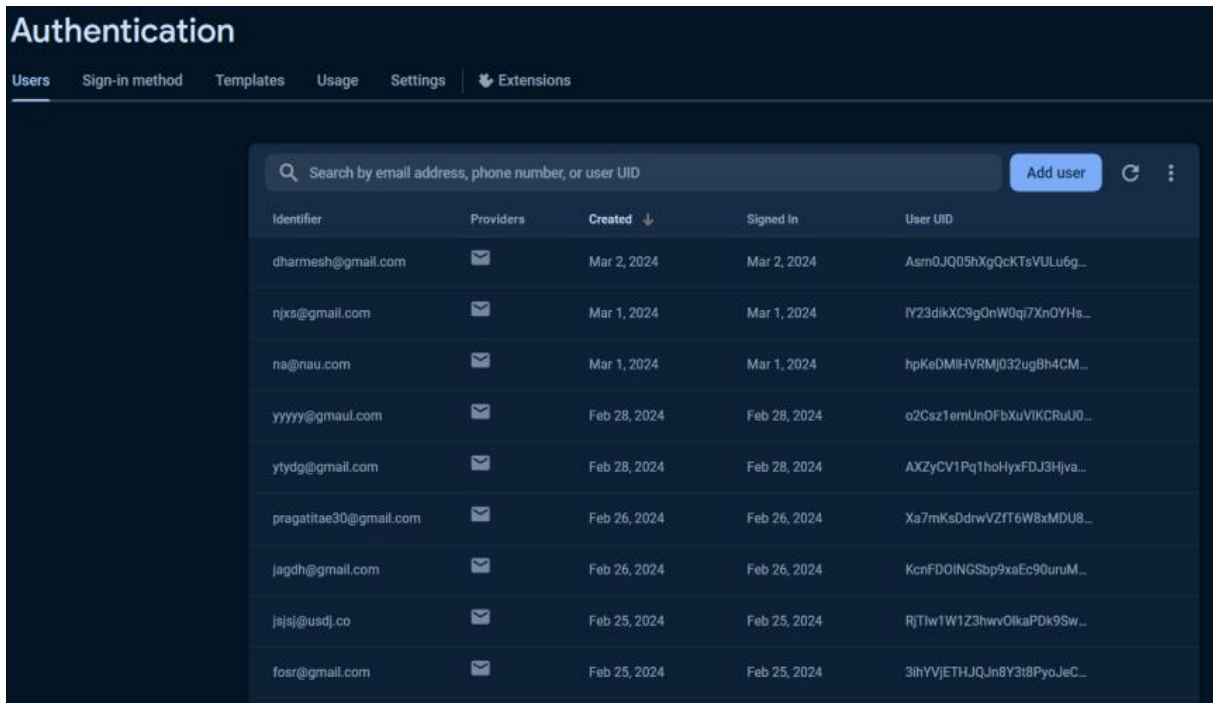 Authentication
Users Sign-in method Templates Usage Settings Extensions
Search by email address, phone number, or user UID Add user
Identifier Providers Created Signed In User UID
dharmesh@gmail.com Mar 2, 2024 Mar 2, 2024 Asm0JQ05hXgQcKTsVULu6g...
njxs@gmail.com Mar 1, 2024 Mar 1, 2024 lY23dikXC9gOnW0qi7XnOYHs...
na@nau.com Mar 1, 2024 Mar 1, 2024 hpKeDMlHVRMj032ugBh4CM...
yyyyy@gmaul.com Feb 28, 2024 Feb 28, 2024 o2Csz1emUnOFbXuVIKCRuU0...
ytydg@gmail.com Feb 28, 2024 Feb 28, 2024 AXZyCV1Pq1hoHyxFDJ3Hjva...
pragatitae30@gmail.com Feb 26, 2024 Feb 26, 2024 Xa7mKsDdrwVZfT6W8xMDU8...
jagdh@gmail.com Feb 26, 2024 Feb 26, 2024 KcnFDOINGSbp9xaEc90uruM...
jsjsj@usdj.co Feb 25, 2024 Feb 25, 2024 RjTlw1W1Z3hwvOlkaPDk9Sw...
fosr@gmail.com Feb 25, 2024 Feb 25, 2024 3ihYVjETHJQJn8Y3t8PyoJeC...